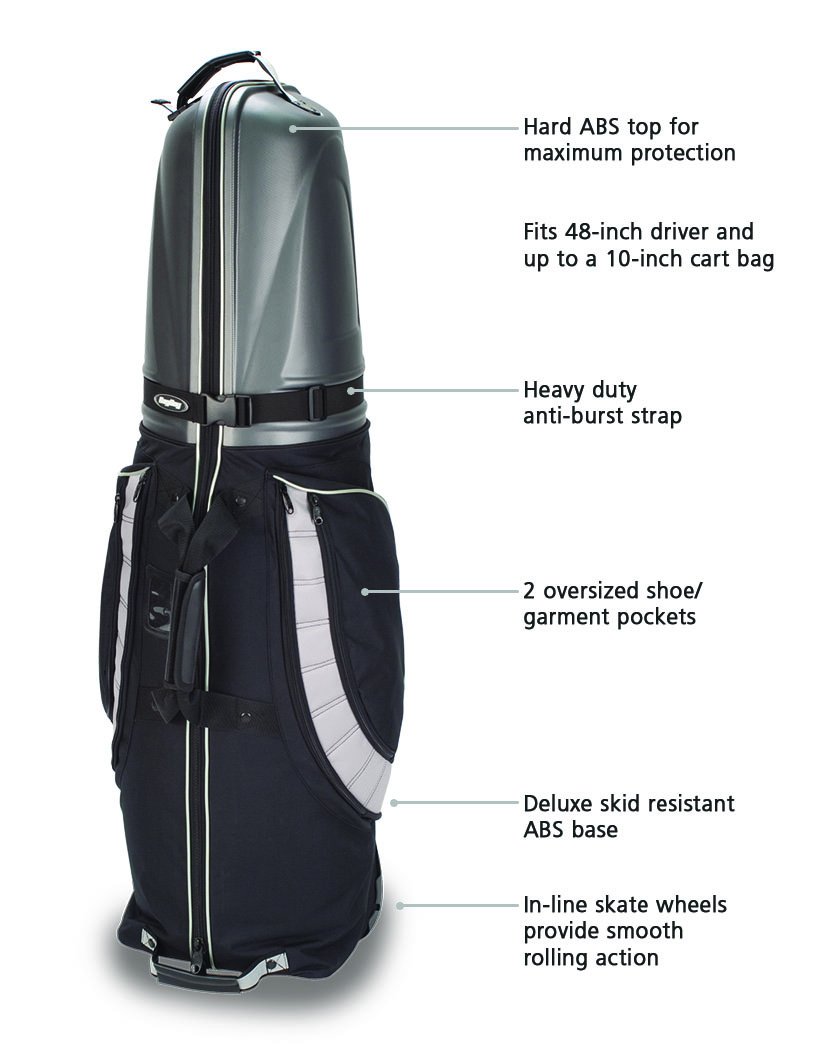 Hard ABS top for
maximum protection
Fits 48-inch driver and
up to a 10-inch cart bag
Heavy duty
anti-burst strap
BagBoy
2 oversized shoe/
garment pockets
Deluxe skid resistant
ABS base
In-line skate wheels
provide smooth
rolling action